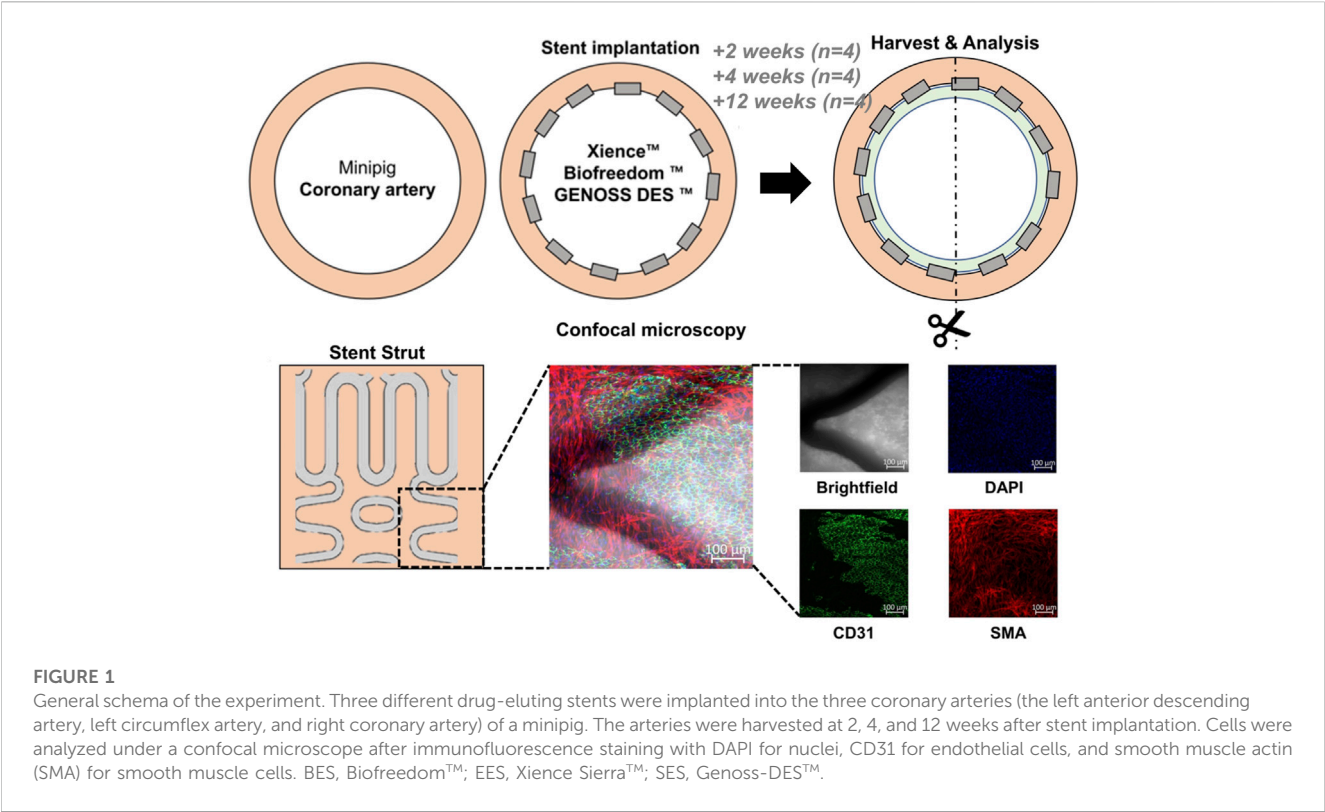 Stent implantation
+2 weeks (n=4)
+4 weeks (n=4)
+12 weeks (n=4)
Harvest & Analysis
Minipig
Coronary artery
Xience™
Biofreedom ™
GENOSS DES ™
Confocal microscopy
Stent Strut
100 μm
100 μm
Brightfield
100 μm
DAPI
100 μm
CD31
100 μm
SMA
FIGURE 1
General schema of the experiment. Three different drug-eluting stents were implanted into the three coronary arteries (the left anterior descending
artery, left circumflex artery, and right coronary artery) of a minipig. The arteries were harvested at 2, 4, and 12 weeks after stent implantation. Cells were
analyzed under a confocal microscope after immunofluorescence staining with DAPI for nuclei, CD31 for endothelial cells, and smooth muscle actin
(SMA) for smooth muscle cells. BES, Biofreedom™; EES, Xience Sierra™; SES, Genoss-DES™.